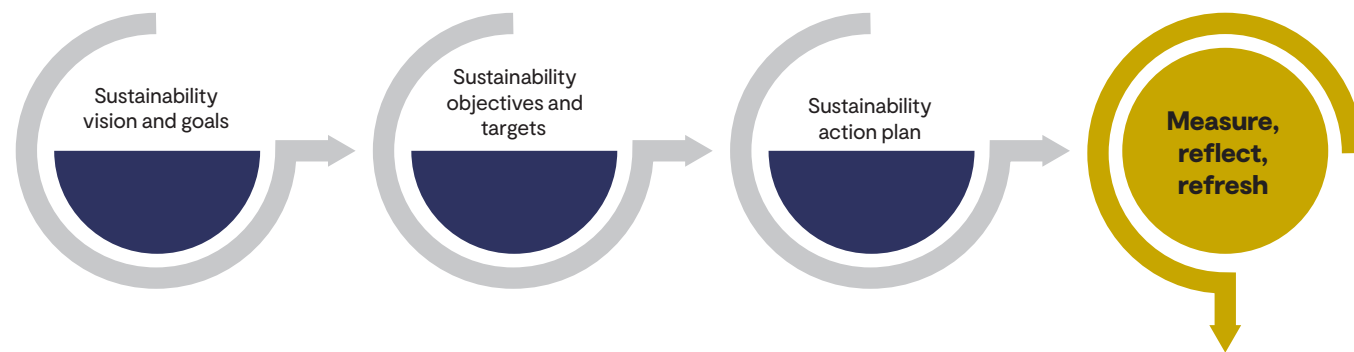 Sustainability
vision and goals
Sustainability
objectives and
targets
Sustainability
action plan
Measure,
reflect,
refresh